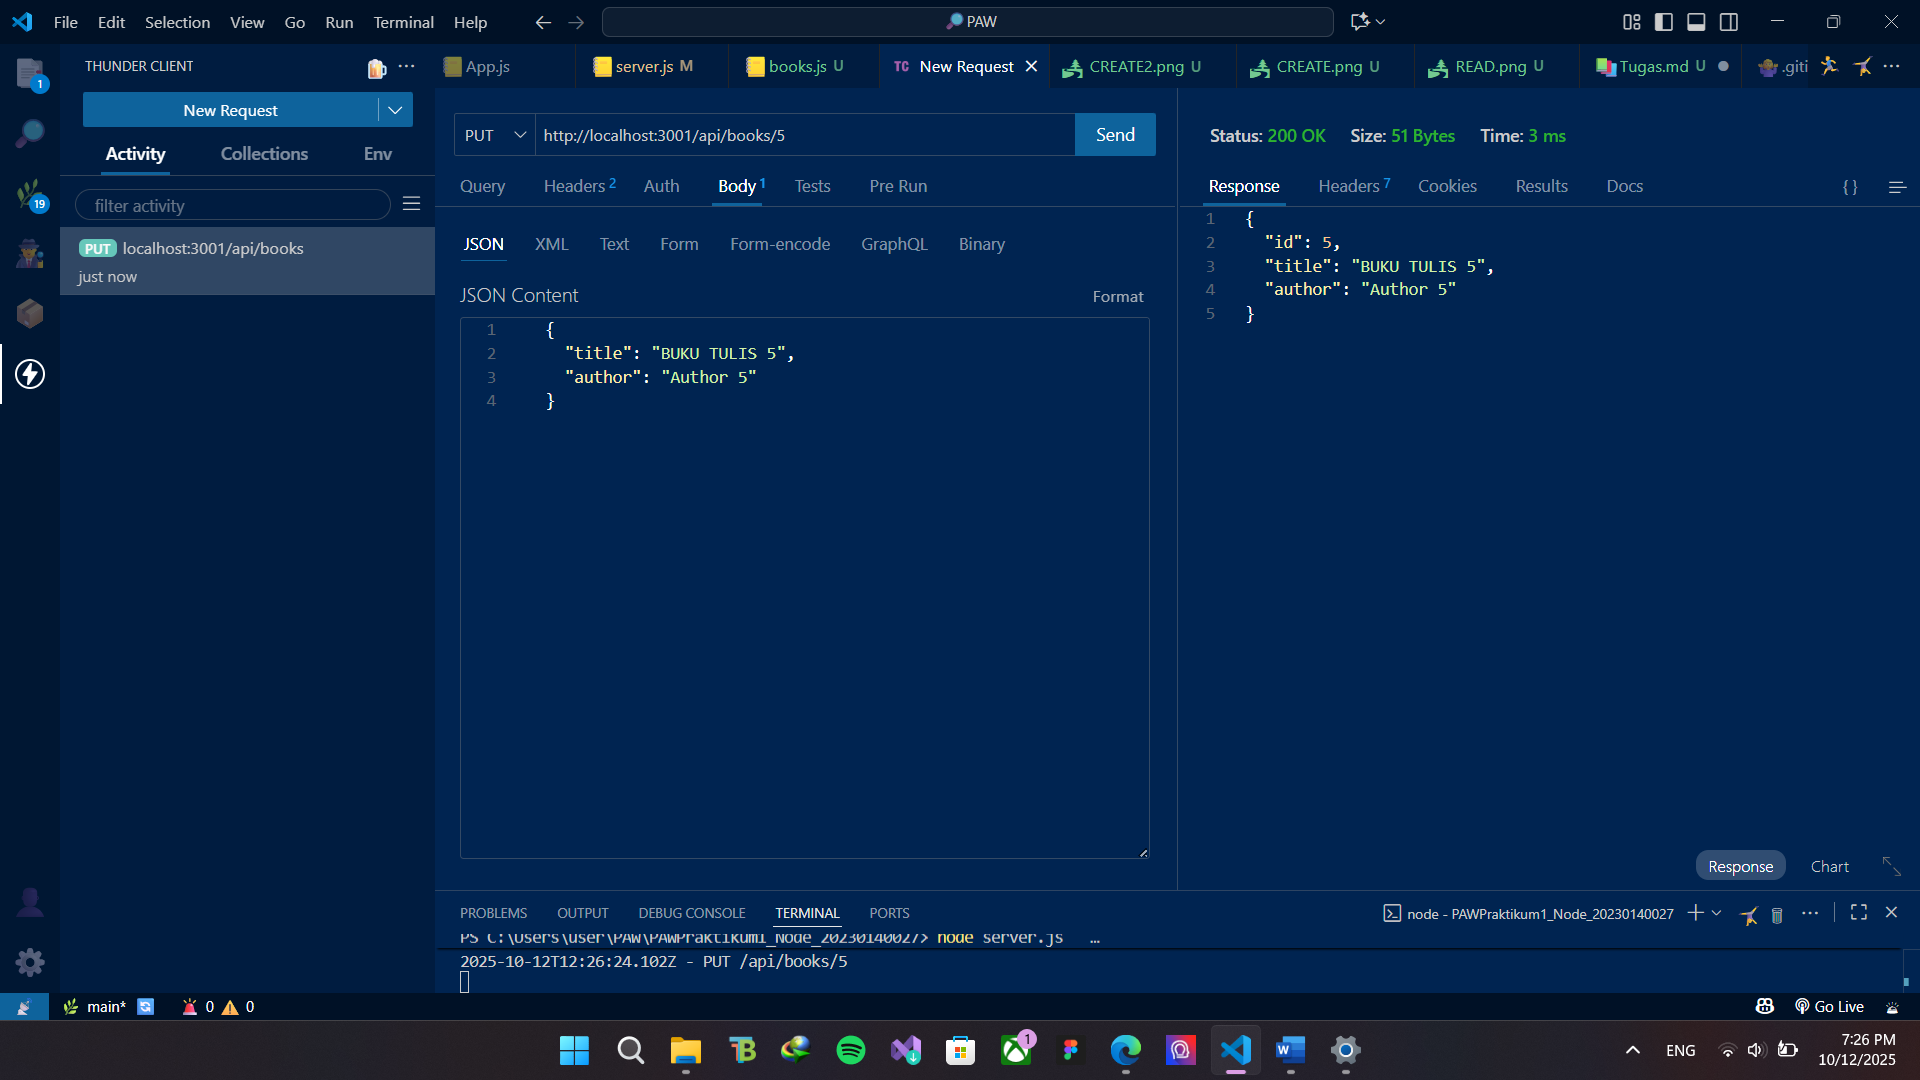 File Edit Selection View Go Run Terminal Help
PAW
THUNDER CLIENT
App.js
server.js M
books.js U
TC New Request
CREATE2.png U
CREATE.png U
READ.png U
Tugas.md U
.giti
1
New Request
Activity Collections Env
filter activity
19
PUT localhost:3001/api/books
just now
PUT http://localhost:3001/api/books/5 Send
Query Headers 2 Auth Body 1 Tests Pre Run
JSON XML Text Form Form-encode GraphQL Binary
JSON Content
Format
1 {
2 "title": "BUKU TULIS 5",
3 "author": "Author 5"
4 }
Status: 200 OK Size: 51 Bytes Time: 3 ms
Response Headers 7 Cookies Results Docs
{ }
1 {
2 "id": 5,
3 "title": "BUKU TULIS 5",
4 "author": "Author 5"
5 }
Response Chart
PROBLEMS OUTPUT DEBUG CONSOLE TERMINAL PORTS
node - PAWPraktikum1_Node_20230140027
PS C:\Users\user\PAW\PAWPraktikum1_Node_20230140027> node server.js ...
2025-10-12T12:26:24.102Z - PUT /api/books/5
main* 0 0
Go Live
1
ENG
7:26 PM
10/12/2025